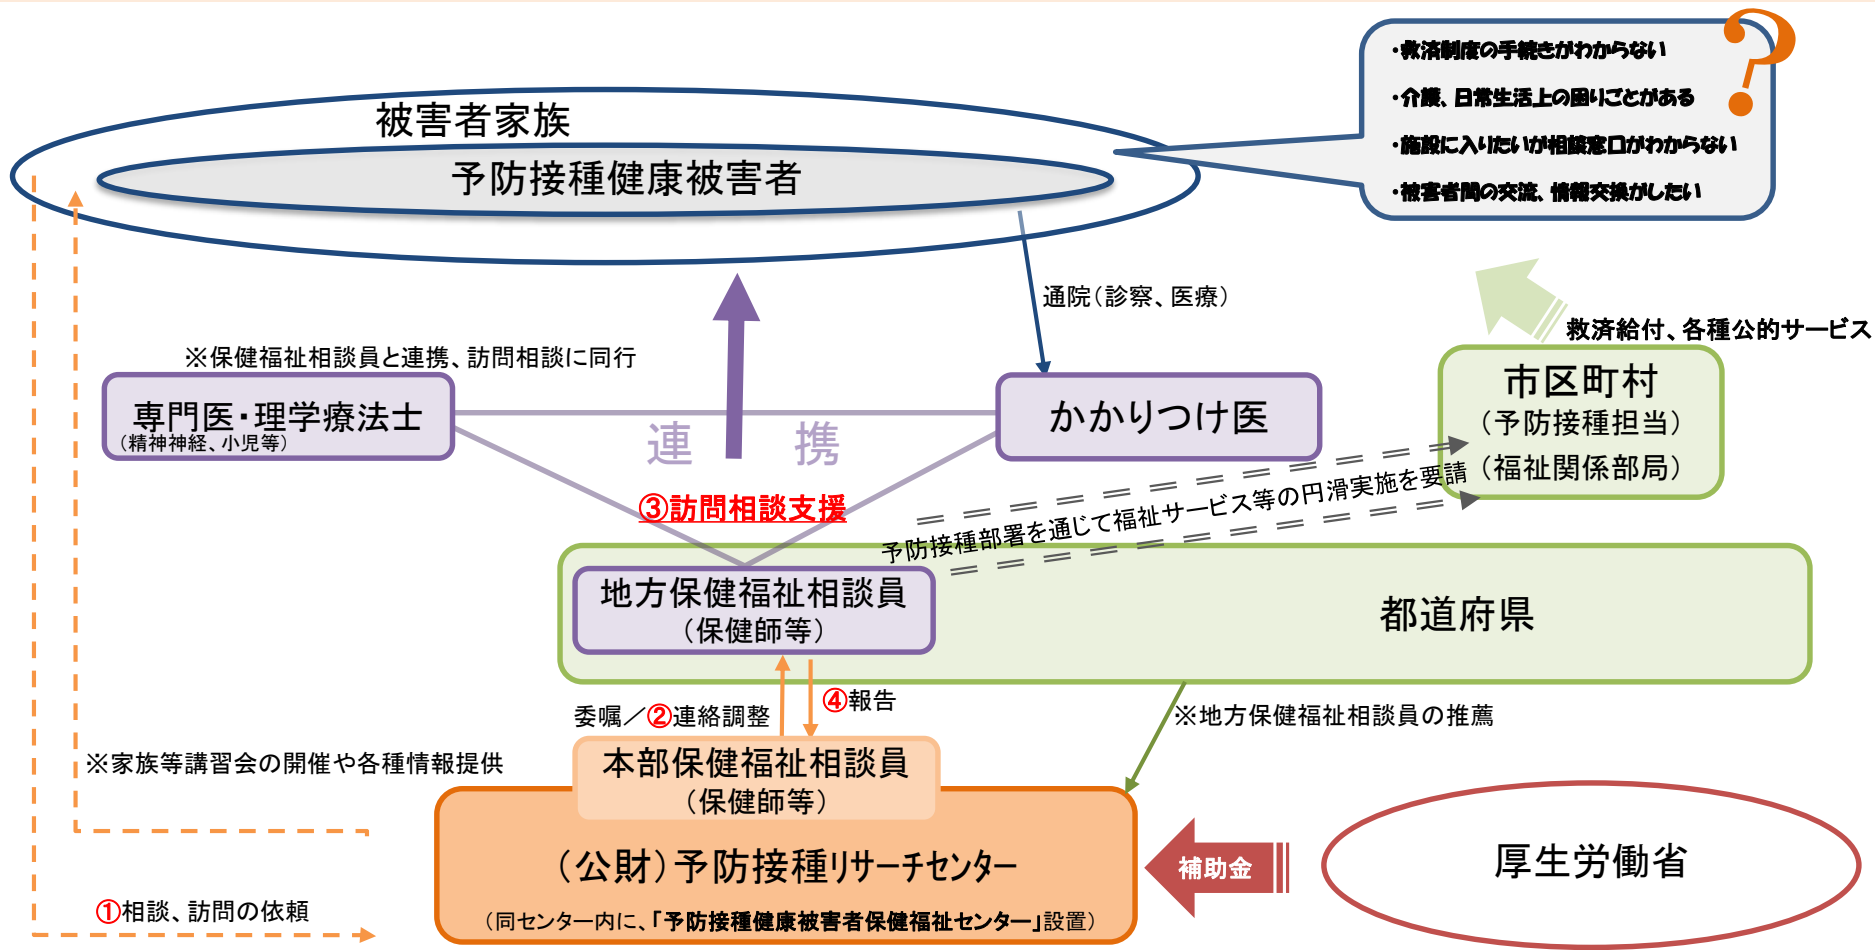 ・救済制度の手続きがわからない
?
・介護、日常生活上の困りごとがある
・施設に入りたいが相談窓口がわからない
・被害者間の交流、情報交換がしたい
被害者家族
予防接種健康被害者
通院（診察、医療）
救済給付、各種公的サービス
※保健福祉相談員と連携、訪問相談に同行
専門医・理学療法士
（精神神経、小児等）
かかりつけ医
市区町村
（予防接種担当）
（福祉関係部局）
連携
③訪問相談支援
予防接種部署を通じて福祉サービス等の円滑実施を要請
地方保健福祉相談員
（保健師等）
都道府県
委嘱／②連絡調整
④報告
※地方保健福祉相談員の推薦
※家族等講習会の開催や各種情報提供
本部保健福祉相談員
（保健師等）
（公財）予防接種リサーチセンター
（同センター内に、「予防接種健康被害者保健福祉センター」設置）
補助金
厚生労働省
①相談、訪問の依頼